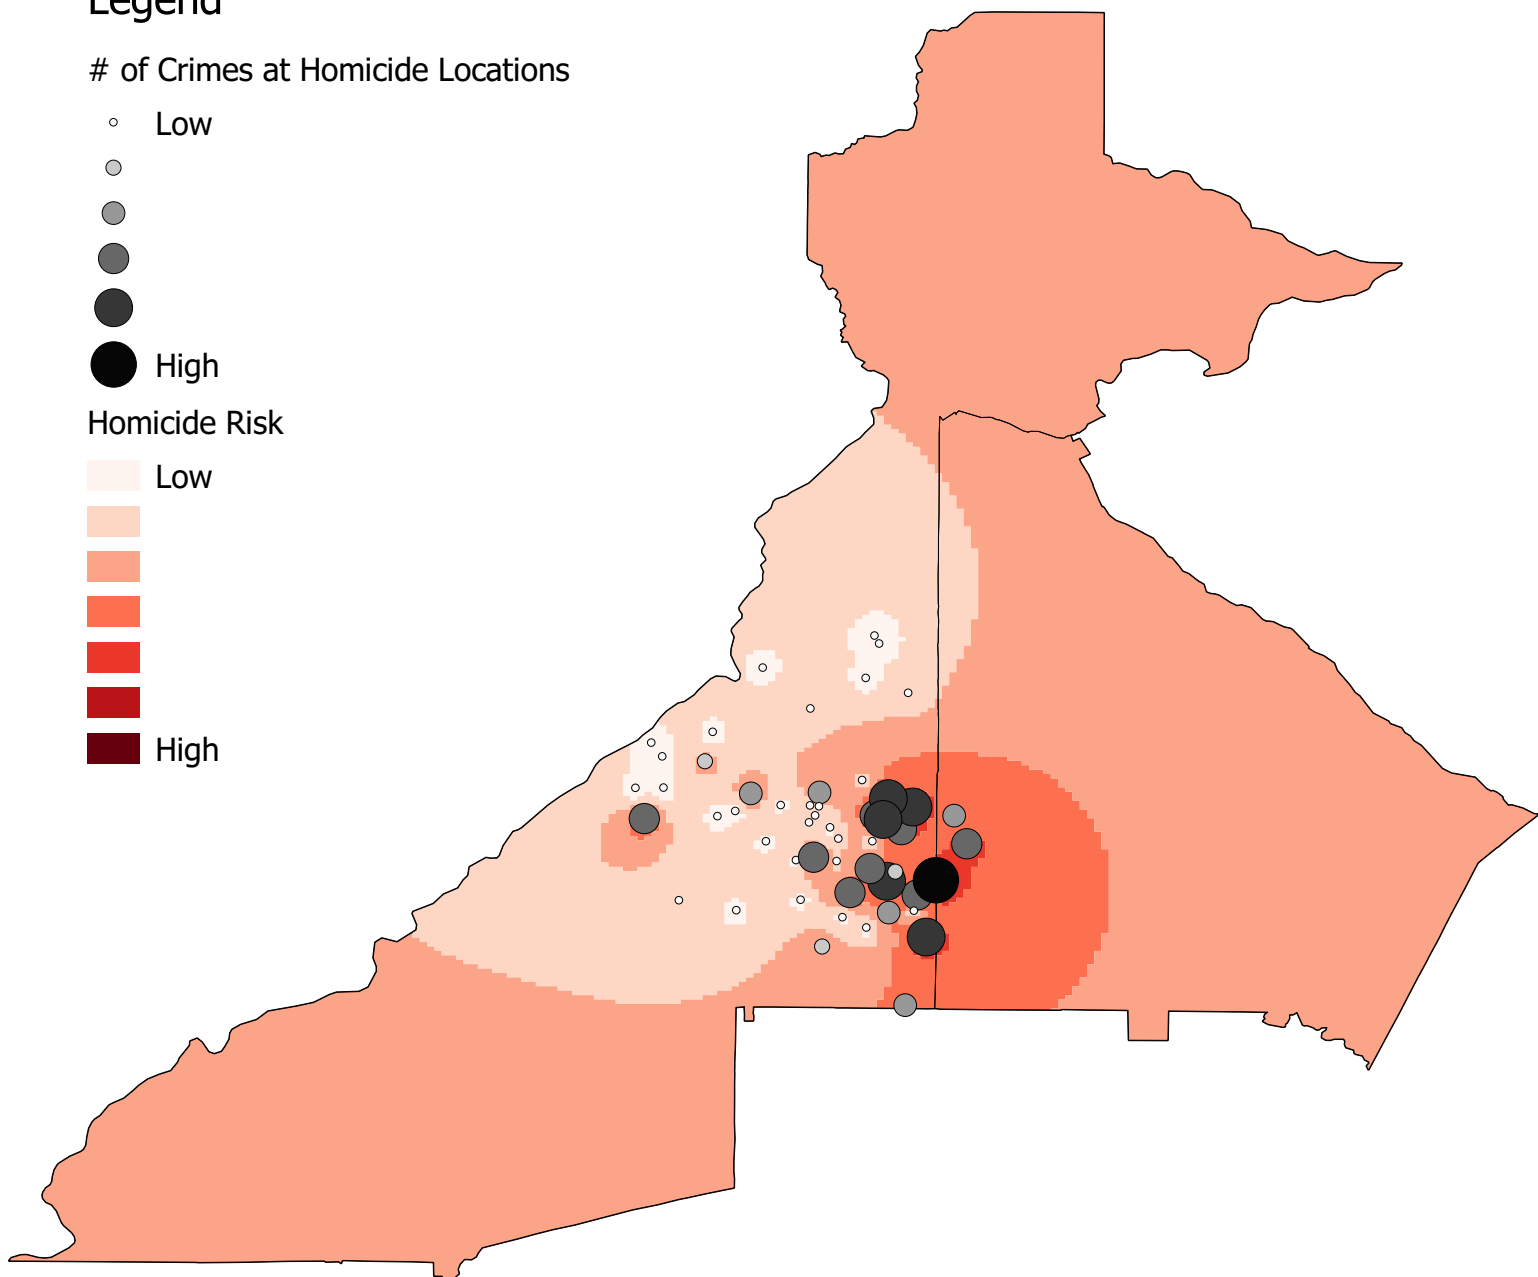 Legend
# of Crimes at Homicide Locations
Low
High
Homicide Risk
Low
High